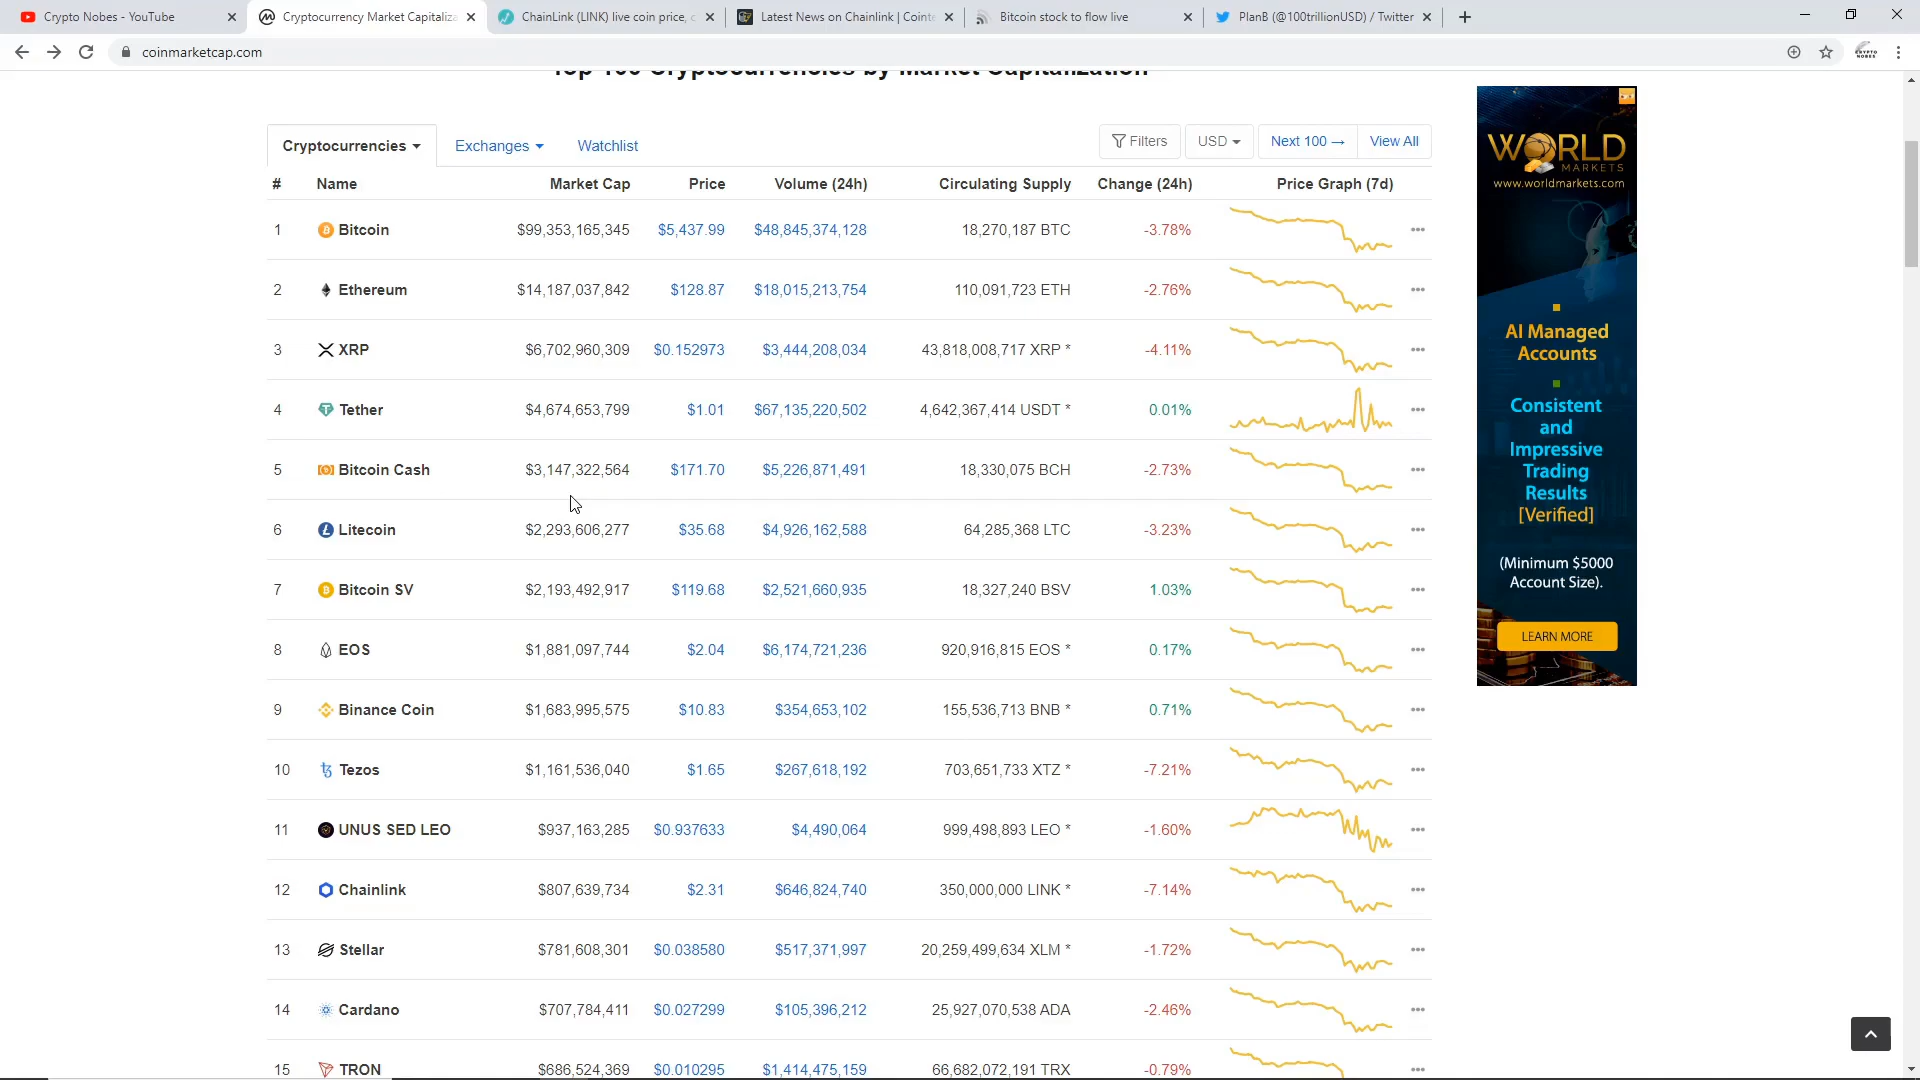 Crypto Nobes - YouTube
Cryptocurrency Market Capitaliza
ChainLink (LINK) live coin price, c
Latest News on Chainlink | Cointe
Bitcoin stock to flow live
PlanB (@100trillionUSD) / Twitter
coinmarketcap.com
Top 100 Cryptocurrencies by Market Capitalization
Cryptocurrencies Exchanges Watchlist Filters USD Next 100 → View All
# Name Market Cap Price Volume (24h) Circulating Supply Change (24h) Price Graph (7d)
1 Bitcoin $99,353,165,345 $5,437.99 $48,845,374,128 18,270,187 BTC -3.78%
2 Ethereum $14,187,037,842 $128.87 $18,015,213,754 110,091,723 ETH -2.76%
3 XRP $6,702,960,309 $0.152973 $3,444,208,034 43,818,008,717 XRP * -4.11%
4 Tether $4,674,653,799 $1.01 $67,135,220,502 4,642,367,414 USDT * 0.01%
5 Bitcoin Cash $3,147,322,564 $171.70 $5,226,871,491 18,330,075 BCH -2.73%
6 Litecoin $2,293,606,277 $35.68 $4,926,162,588 64,285,368 LTC -3.23%
7 Bitcoin SV $2,193,492,917 $119.68 $2,521,660,935 18,327,240 BSV 1.03%
8 EOS $1,881,097,744 $2.04 $6,174,721,236 920,916,815 EOS * 0.17%
9 Binance Coin $1,683,995,575 $10.83 $354,653,102 155,536,713 BNB * 0.71%
10 Tezos $1,161,536,040 $1.65 $267,618,192 703,651,733 XTZ * -7.21%
11 UNUS SED LEO $937,163,285 $0.937633 $4,490,064 999,498,893 LEO * -1.60%
12 Chainlink $807,639,734 $2.31 $646,824,740 350,000,000 LINK * -7.14%
13 Stellar $781,608,301 $0.038580 $517,371,997 20,259,499,634 XLM * -1.72%
14 Cardano $707,784,411 $0.027299 $105,396,212 25,927,070,538 ADA -2.46%
15 TRON $686,524,369 $0.010295 $1,414,475,159 66,682,072,191 TRX -0.79%
WORLD
MARKETS
www.worldmarkets.com
AI Managed
Accounts
Consistent
and
Impressive
Trading
Results
[Verified]
(Minimum $5000
Account Size).
LEARN MORE